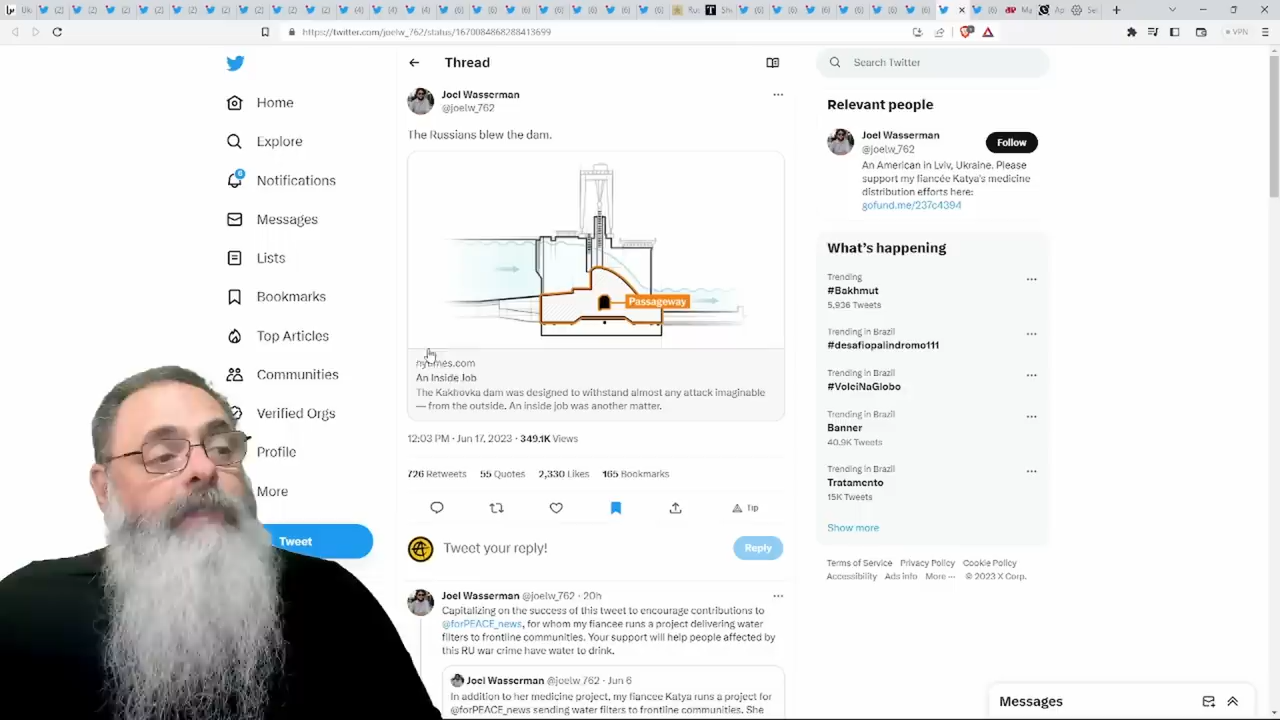 https://twitter.com/joelw_762/status/1670084868288413699
VPN
Home
Explore
6
Notifications
Messages
Lists
Bookmarks
Top Articles
Communities
Verified Orgs
Profile
More
Tweet
Thread
Joel Wasserman
@joelw_762
The Russians blew the dam.
Passageway
An Inside Job
The Kakhovka dam was designed to withstand almost any attack imaginable
— from the outside. An inside job was another matter.
12:03 PM · Jun 17, 2023 · 349.1K Views
726 Retweets 55 Quotes 2,330 Likes 165 Bookmarks
Tip
Tweet your reply!
Reply
Joel Wasserman @joelw_762 · 20h
Capitalizing on the success of this tweet to encourage contributions to
@forPEACE_news, for whom my fiancee runs a project delivering water
filters to frontline communities. Your support will help people affected by
this RU war crime have water to drink.
Joel Wasserman @joelw_762 · Jun 6
In addition to her medicine project, my fiancee Katya runs a project for
@forPEACE_news sending water filters to frontline communities. She
Search Twitter
Relevant people
Joel Wasserman
@joelw_762
Follow
An American in Lviv, Ukraine. Please
support my fiancée Katya's medicine
distribution efforts here:
gofund.me/237c4394
What's happening
Trending
#Bakhmut
5,936 Tweets
Trending in Brazil
#desafiopalindromo111
Trending in Brazil
#VoleiNaGlobo
Trending in Brazil
Banner
40.9K Tweets
Trending in Brazil
Tratamento
15K Tweets
Show more
Terms of Service Privacy Policy Cookie Policy
Accessibility Ads info More ··· © 2023 X Corp.
Messages